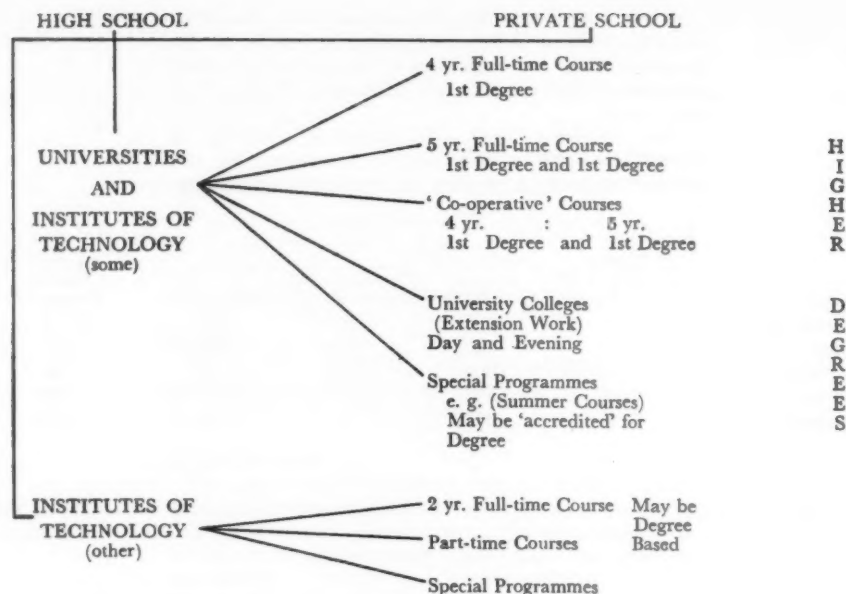 HIGH SCHOOL
PRIVATE SCHOOL
4 yr. Full-time Course
1st Degree
5 yr. Full-time Course
1st Degree and 1st Degree
'Co-operative' Courses
4 yr. : 5 yr.
1st Degree and 1st Degree
UNIVERSITIES
AND
INSTITUTES OF
TECHNOLOGY
(some)
University Colleges
(Extension Work)
Day and Evening
Special Programmes
e. g. (Summer Courses)
May be 'accredited' for
Degree
HIGHER
DEGREES
INSTITUTES OF
TECHNOLOGY
(other)
2 yr. Full-time Course May be
Degree
Part-time Courses Based
Special Programmes